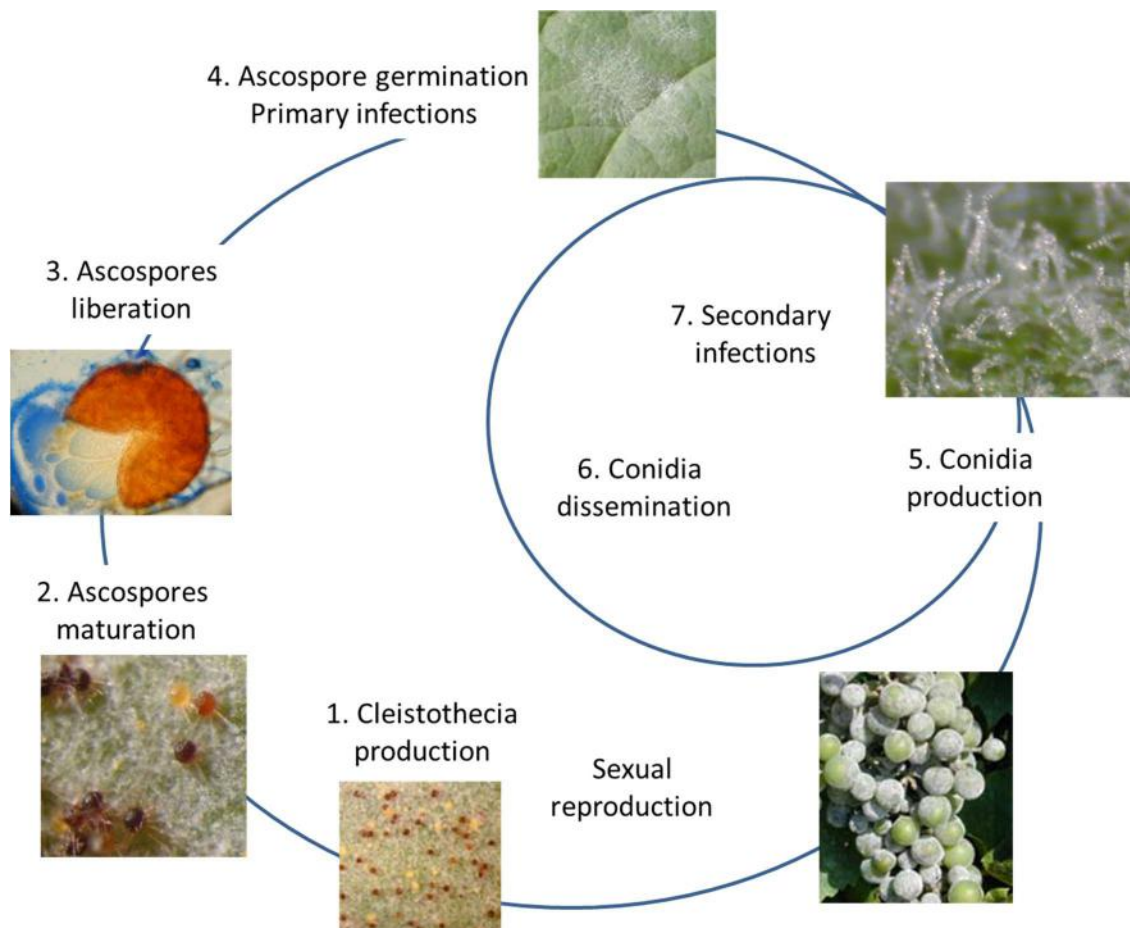 4. Ascospore germination
Primary infections
3. Ascospores
liberation
7. Secondary
infections
6. Conidia
dissemination
5. Conidia
production
2. Ascospores
maturation
1. Cleistothecia
production
Sexual
reproduction